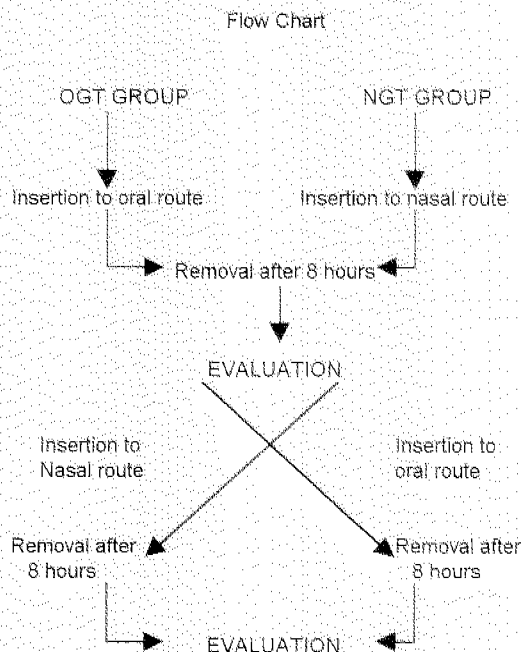 Flow Chart
OGT GROUP
NGT GROUP
Insertion to oral route
Insertion to nasal route
Removal after 8 hours
EVALUATION
Insertion to
Nasal route
Insertion to
oral route
Removal after
8 hours
Removal after
8 hours
EVALUATION